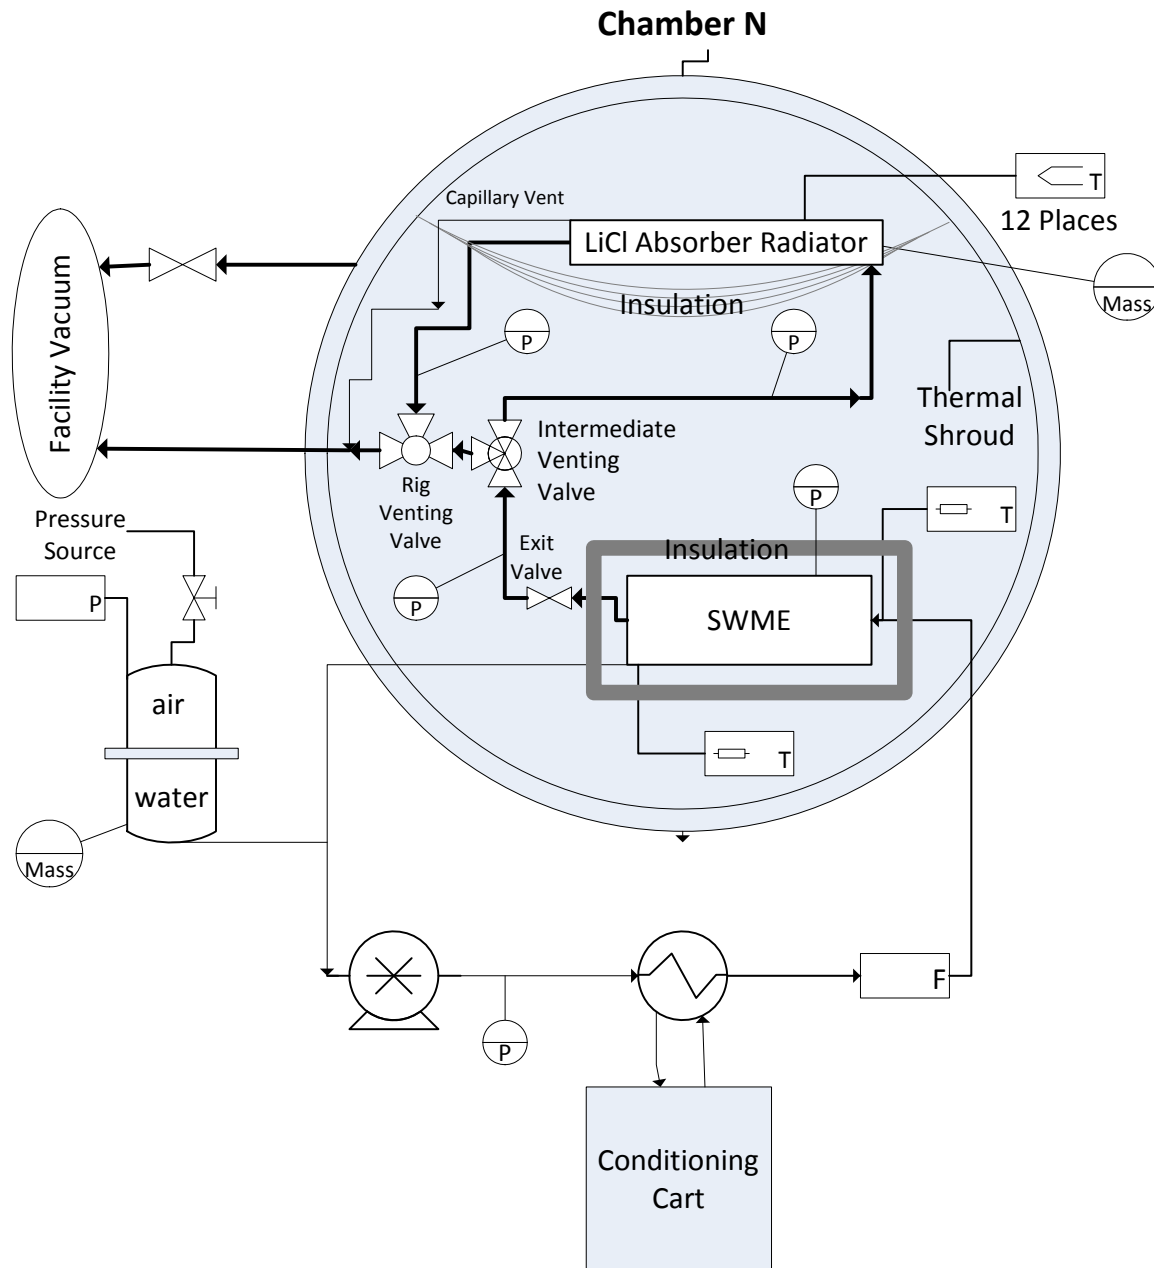 Chamber N
Capillary Vent
T
12 Places
LiCl Absorber Radiator
Mass
Insulation
P
P
Facility Vacuum
Thermal
Shroud
Intermediate
Venting
Valve
Rig
Venting
Valve
P
T
Pressure
Source
Exit
Valve
Insulation
P
P
SWME
air
T
water
Mass
F
P
Conditioning
Cart